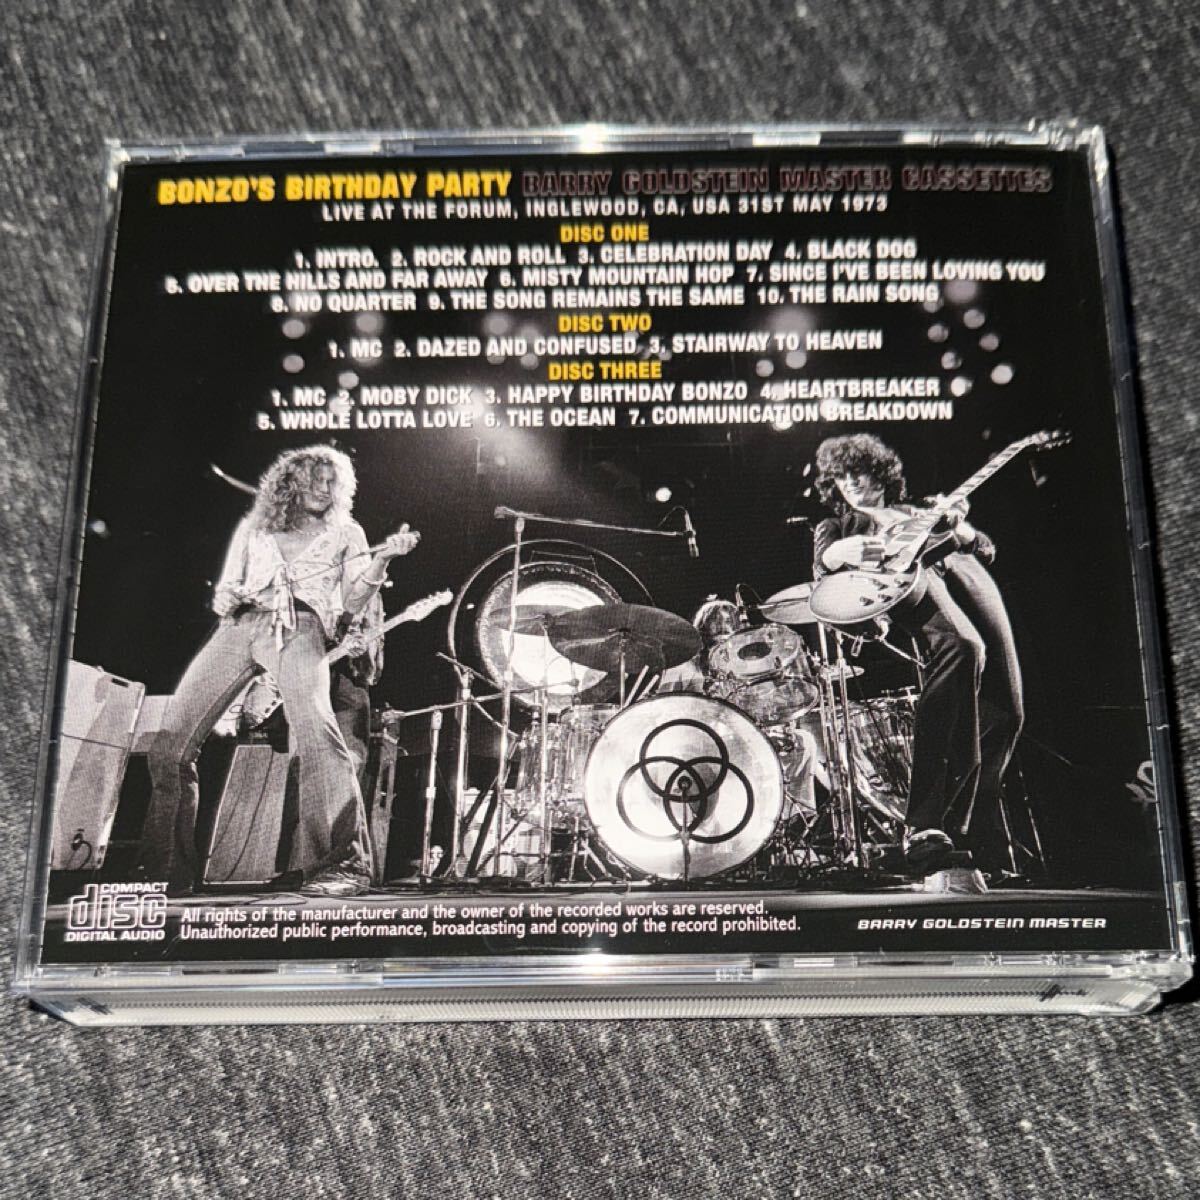 BONZO'S BIRTHDAY PARTY BARRY GOLDSTEIN MASTER CASSETTES
LIVE AT THE FORUM, INGLEWOOD, CA, USA 31ST MAY 1973
DISC ONE
1. INTRO. 2. ROCK AND ROLL 3. CELEBRATION DAY 4. BLACK DOG
5. OVER THE HILLS AND FAR AWAY 6. MISTY MOUNTAIN HOP 7. SINCE I'VE BEEN LOVING YOU
8. NO QUARTER 9. THE SONG REMAINS THE SAME 10. THE RAIN SONG
DISC TWO
1. MC 2. DAZED AND CONFUSED 3. STAIRWAY TO HEAVEN
DISC THREE
1. MC 2. MOBY DICK 3. HAPPY BIRTHDAY BONZO 4. HEARTBREAKER
5. WHOLE LOTTA LOVE 6. THE OCEAN 7. COMMUNICATION BREAKDOWN
COMPACT
disc
DIGITAL AUDIO
All rights of the manufacturer and the owner of the recorded works are reserved.
Unauthorized public performance, broadcasting and copying of the record prohibited.
BARRY GOLDSTEIN MASTER